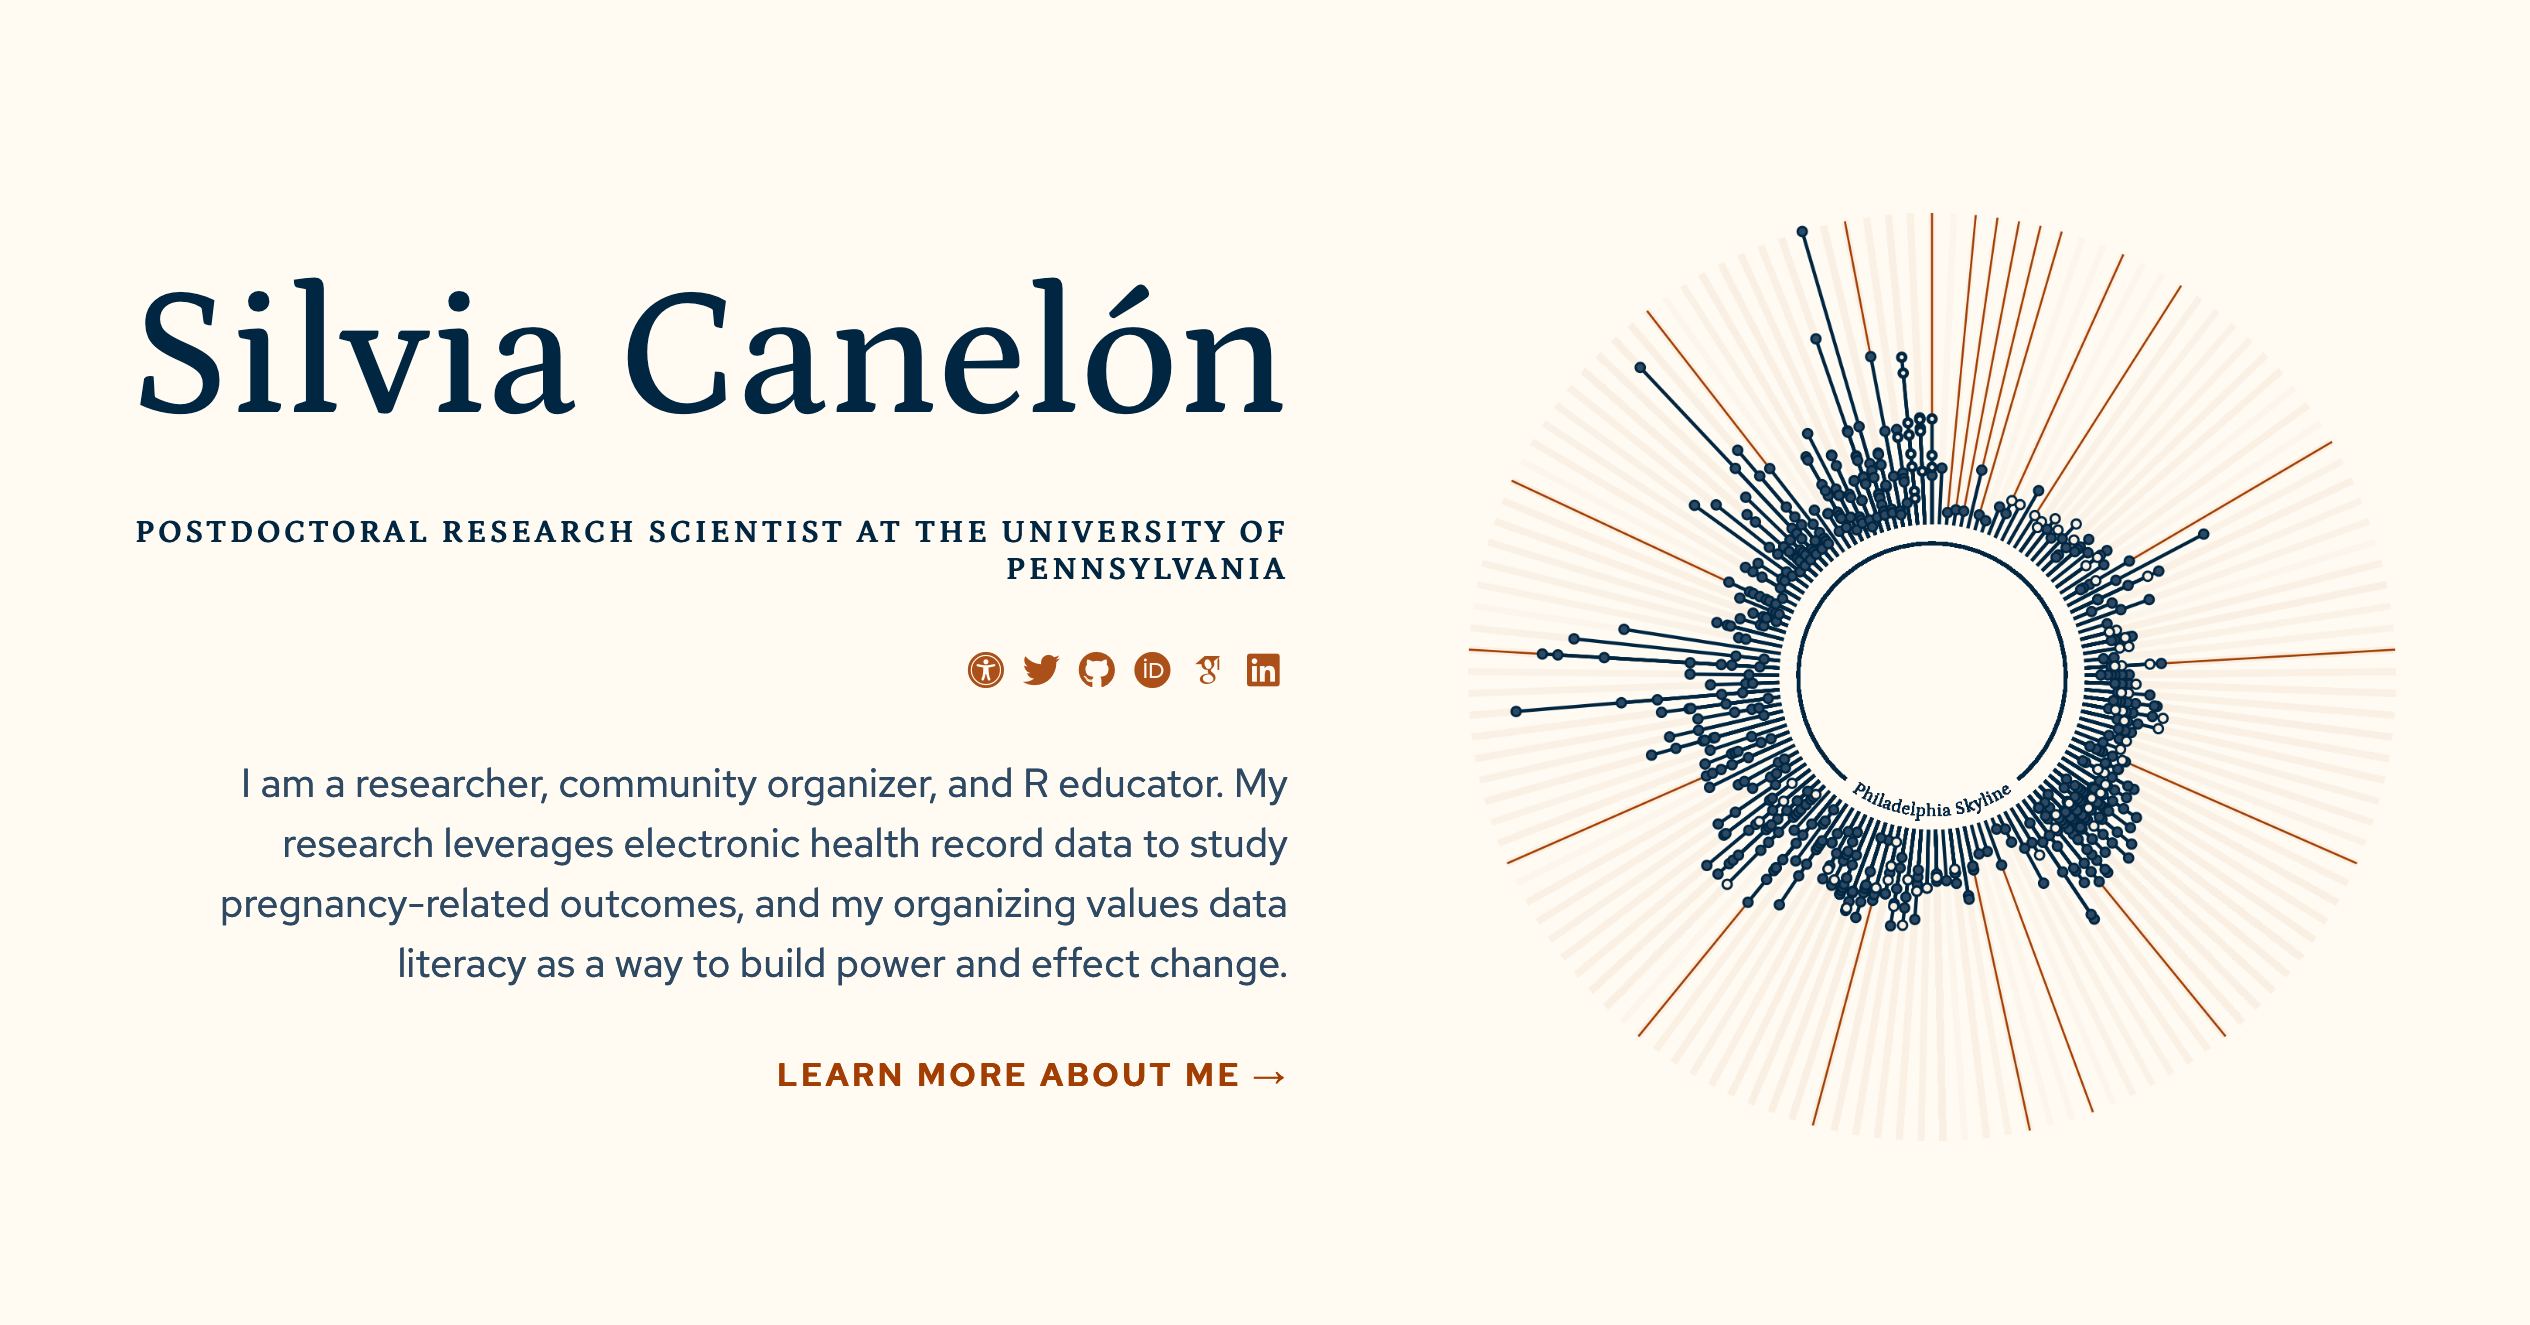 Silvia Canelón
POSTDOCTORAL RESEARCH SCIENTIST AT THE UNIVERSITY OF
PENNSYLVANIA
iD
g
in
I am a researcher, community organizer, and R educator. My
research leverages electronic health record data to study
pregnancy-related outcomes, and my organizing values data
literacy as a way to build power and effect change.
LEARN MORE ABOUT ME →
Philadelphia Skyline